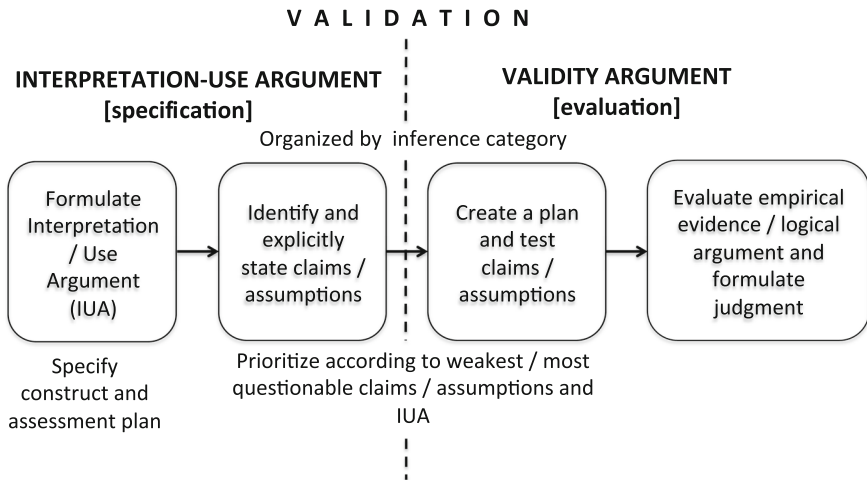 V A L I D A T I O N
INTERPRETATION-USE ARGUMENT
[specification]
VALIDITY ARGUMENT
[evaluation]
Organized by inference category
Formulate
Interpretation
/ Use
Argument
(IUA)
Identify and
explicitly
state claims /
assumptions
Create a plan
and test
claims /
assumptions
Evaluate empirical
evidence / logical
argument and
formulate
judgment
Specify
construct and
assessment plan
Prioritize according to weakest / most
questionable claims / assumptions and
IUA